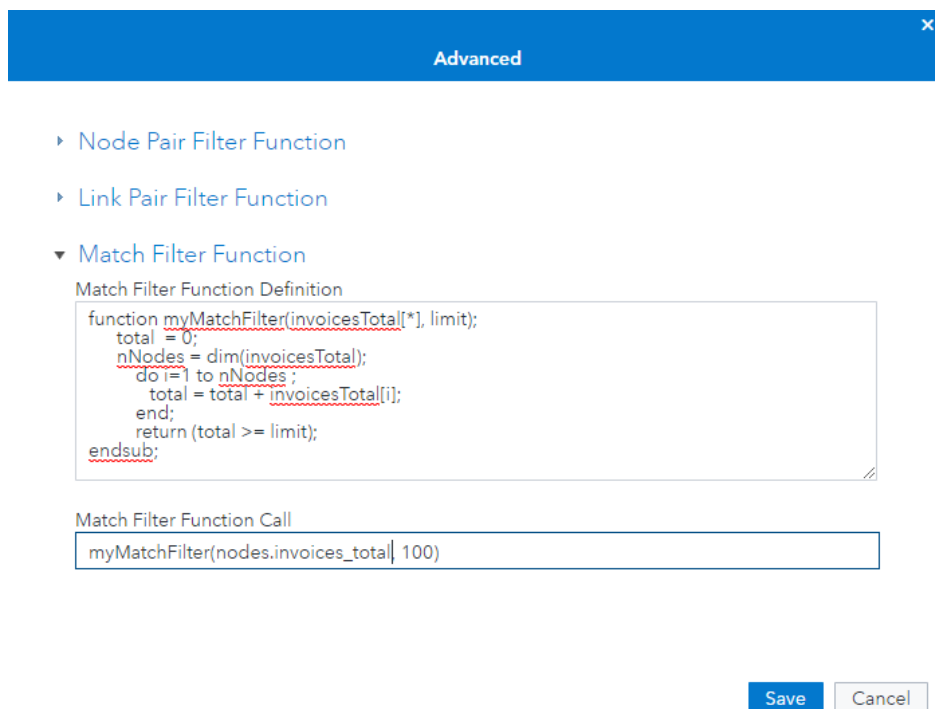 ×
Advanced
Node Pair Filter Function
Link Pair Filter Function
Match Filter Function
Match Filter Function Definition
function myMatchFilter(invoicesTotal[*], limit);
total = 0;
nNodes = dim(invoicesTotal);
do i=1 to nNodes ;
total = total + invoicesTotal[i];
end;
return (total >= limit);
endsub;
Match Filter Function Call
myMatchFilter(nodes.invoices_total, 100)
Save Cancel